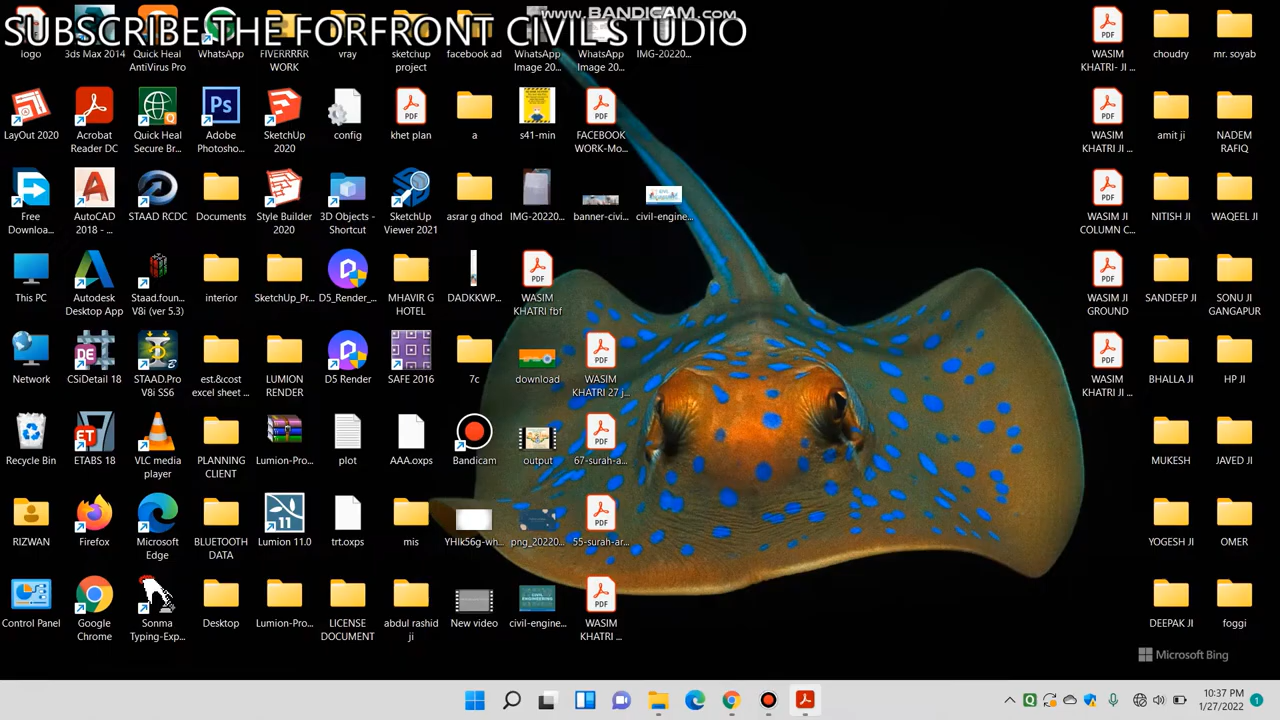 www.BANDICAM.com
SUBSCRIBE THE FORFRONT CIVIL STUDIO
logo
3ds Max 2014
Quick Heal
AntiVirus Pro
WhatsApp
FIVERRRRR
WORK
vray
sketchup
project
facebook ad
WhatsApp
Image 20...
WhatsApp
Image 20...
IMG-20220...
WASIM
KHATRI- JI ...
choudry
mr. soyab
LayOut 2020
Acrobat
Reader DC
Quick Heal
Secure Br...
Adobe
Photosho...
SketchUp
2020
config
khet plan
a
s41-min
FACEBOOK
WORK-Mo...
WASIM
KHATRI JI ...
amit ji
NADEM
RAFIQ
Free
Downloa...
AutoCAD
2018 - ...
STAAD RCDC
Documents
Style Builder
2020
3D Objects -
Shortcut
SketchUp
Viewer 2021
asrar g dhod
IMG-20220...
banner-civi...
civil-engine...
WASIM JI
COLUMN C...
NITISH JI
WAQEEL JI
This PC
Autodesk
Desktop App
Staad.foun...
V8i (ver 5.3)
interior
SketchUp_Pr...
D5_Render_...
MHAVIR G
HOTEL
DADKKWP...
WASIM
KHATRI fbf
WASIM JI
GROUND
SANDEEP JI
SONU JI
GANGAPUR
Network
CSiDetail 18
STAAD.Pro
V8i SS6
est.&cost
excel sheet ...
LUMION
RENDER
D5 Render
SAFE 2016
7c
download
WASIM
KHATRI 27 j...
WASIM
KHATRI JI ...
BHALLA JI
HP JI
Recycle Bin
ETABS 18
VLC media
player
PLANNING
CLIENT
Lumion-Pro...
plot
AAA.oxps
Bandicam
output
67-surah-a...
MUKESH
JAVED JI
RIZWAN
Firefox
Microsoft
Edge
BLUETOOTH
DATA
Lumion 11.0
trt.oxps
mis
YHIk56g-wh...
png_20220...
55-surah-ar...
YOGESH JI
OMER
Control Panel
Google
Chrome
Sonma
Typing-Exp...
Desktop
Lumion-Pro...
LICENSE
DOCUMENT
abdul rashid
ji
New video
civil-engine...
WASIM
KHATRI ...
DEEPAK JI
foggi
Microsoft Bing
10:37 PM
1/27/2022
1